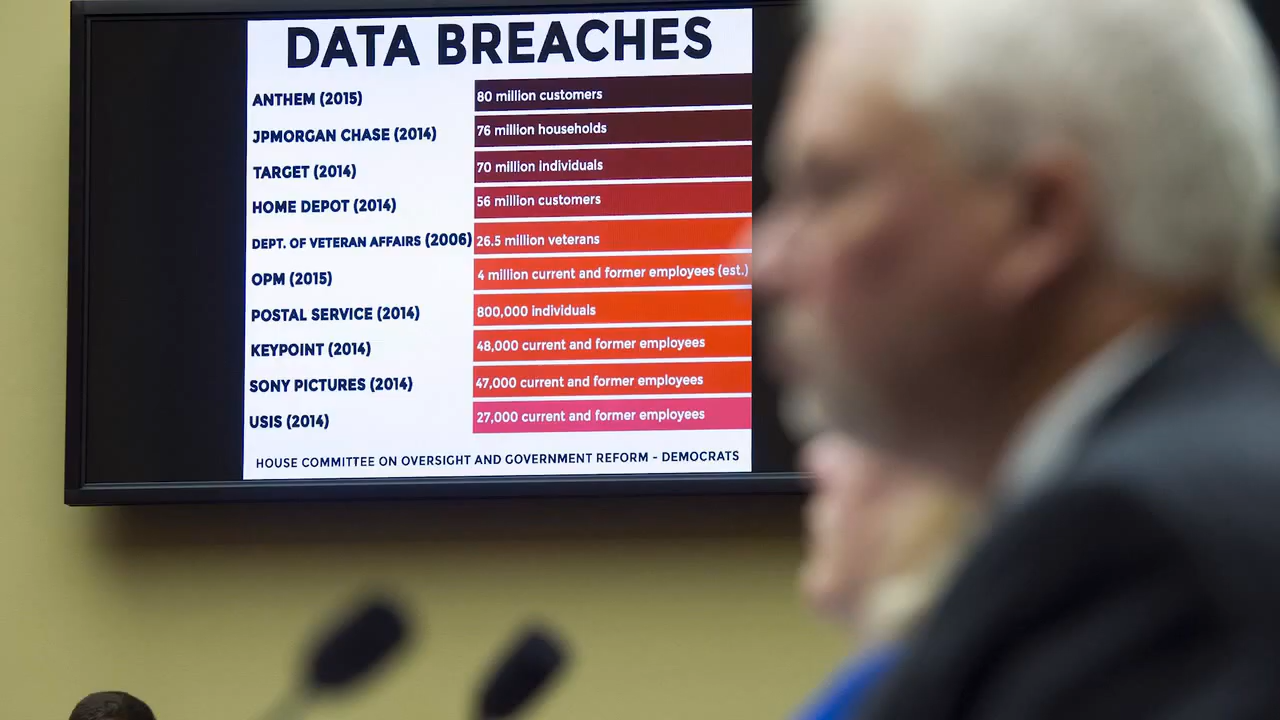 DATA BREACHES
ANTHEM (2015) 80 million customers
JPMORGAN CHASE (2014) 76 million households
TARGET (2014) 70 million individuals
HOME DEPOT (2014) 56 million customers
DEPT. OF VETERAN AFFAIRS (2006) 26.5 million veterans
OPM (2015) 4 million current and former employees (est.)
POSTAL SERVICE (2014) 800,000 individuals
KEYPOINT (2014) 48,000 current and former employees
SONY PICTURES (2014) 47,000 current and former employees
USIS (2014) 27,000 current and former employees
HOUSE COMMITTEE ON OVERSIGHT AND GOVERNMENT REFORM - DEMOCRATS